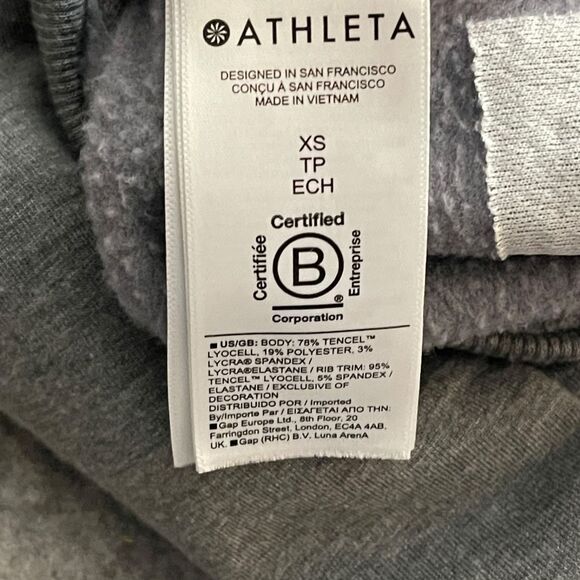 ATHLETA
DESIGNED IN SAN FRANCISCO
CONÇU À SAN FRANCISCO
MADE IN VIETNAM
XS
TP
ECH
Certified
Certifiée
B
Entreprise
®
Corporation
■ US/GB: BODY: 78% TENCEL™
LYOCELL, 19% POLYESTER, 3%
LYCRA® SPANDEX /
LYCRA®ELASTANE / RIB TRIM: 95%
TENCEL™ LYOCELL, 5% SPANDEX /
ELASTANE / EXCLUSIVE OF
DECORATION
DISTRIBUIDO POR / Imported
By/Importe Par / ΕΙΣΑΓΕΤΑΙ ΑΠΟ ΤΗΝ:
■Gap Europe Ltd., 8th Floor, 20
Farringdon Street, London, EC4A 4AB,
UK. ■Gap (RHC) B.V. Luna ArenA